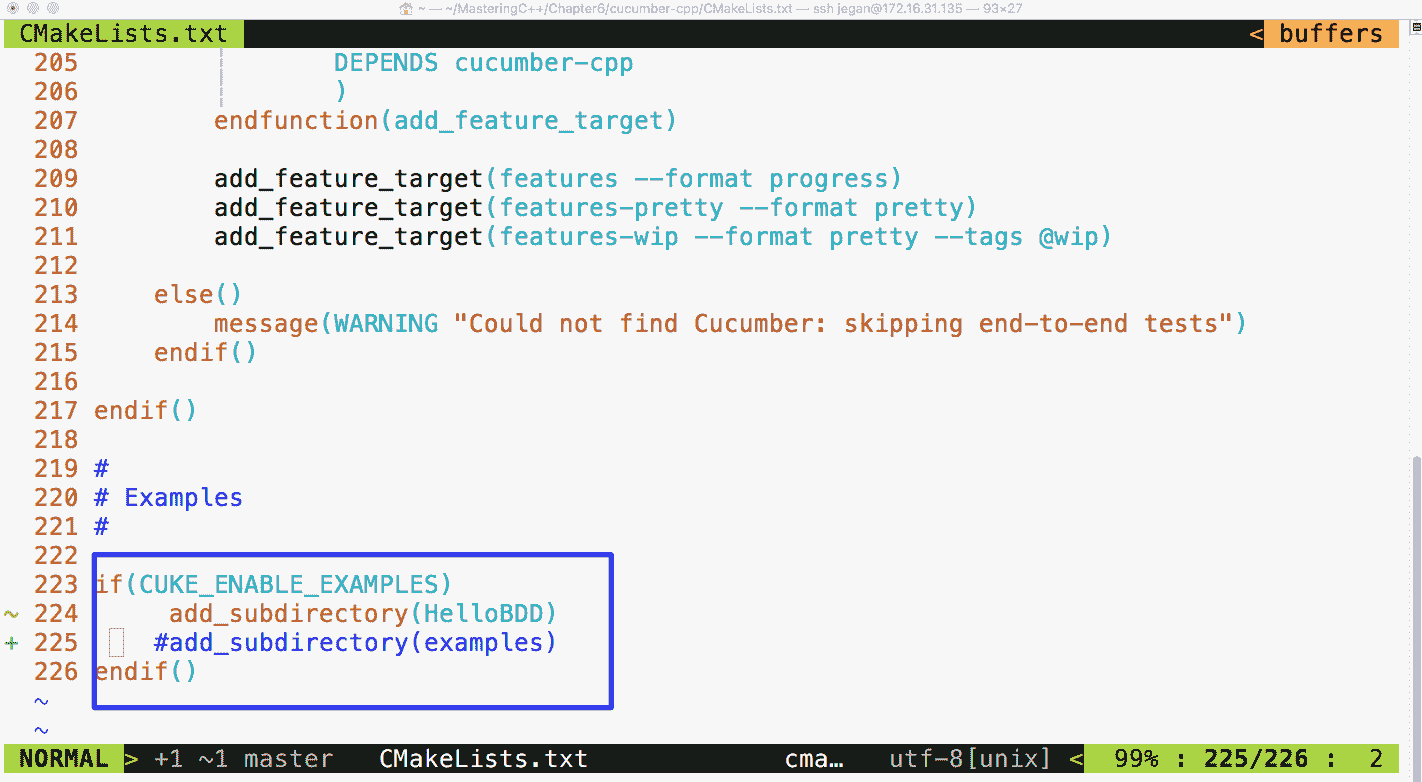 ~ — ~/MasteringC++/Chapter6/cucumber-cpp/CMakeLists.txt — ssh jegan@172.16.31.135 — 93×27
CMakeLists.txt < buffers
205 DEPENDS cucumber-cpp
206 )
207 endfunction(add_feature_target)
208
209 add_feature_target(features --format progress)
210 add_feature_target(features-pretty --format pretty)
211 add_feature_target(features-wip --format pretty --tags @wip)
212
213 else()
214 message(WARNING "Could not find Cucumber: skipping end-to-end tests")
215 endif()
216
217 endif()
218
219 #
220 # Examples
221 #
222
223 if(CUKE_ENABLE_EXAMPLES)
~ 224 add_subdirectory(HelloBDD)
+ 225 #add_subdirectory(examples)
226 endif()
~
~
NORMAL > +1 ~1 master CMakeLists.txt cma… utf-8[unix] < 99% : 225/226 : 2